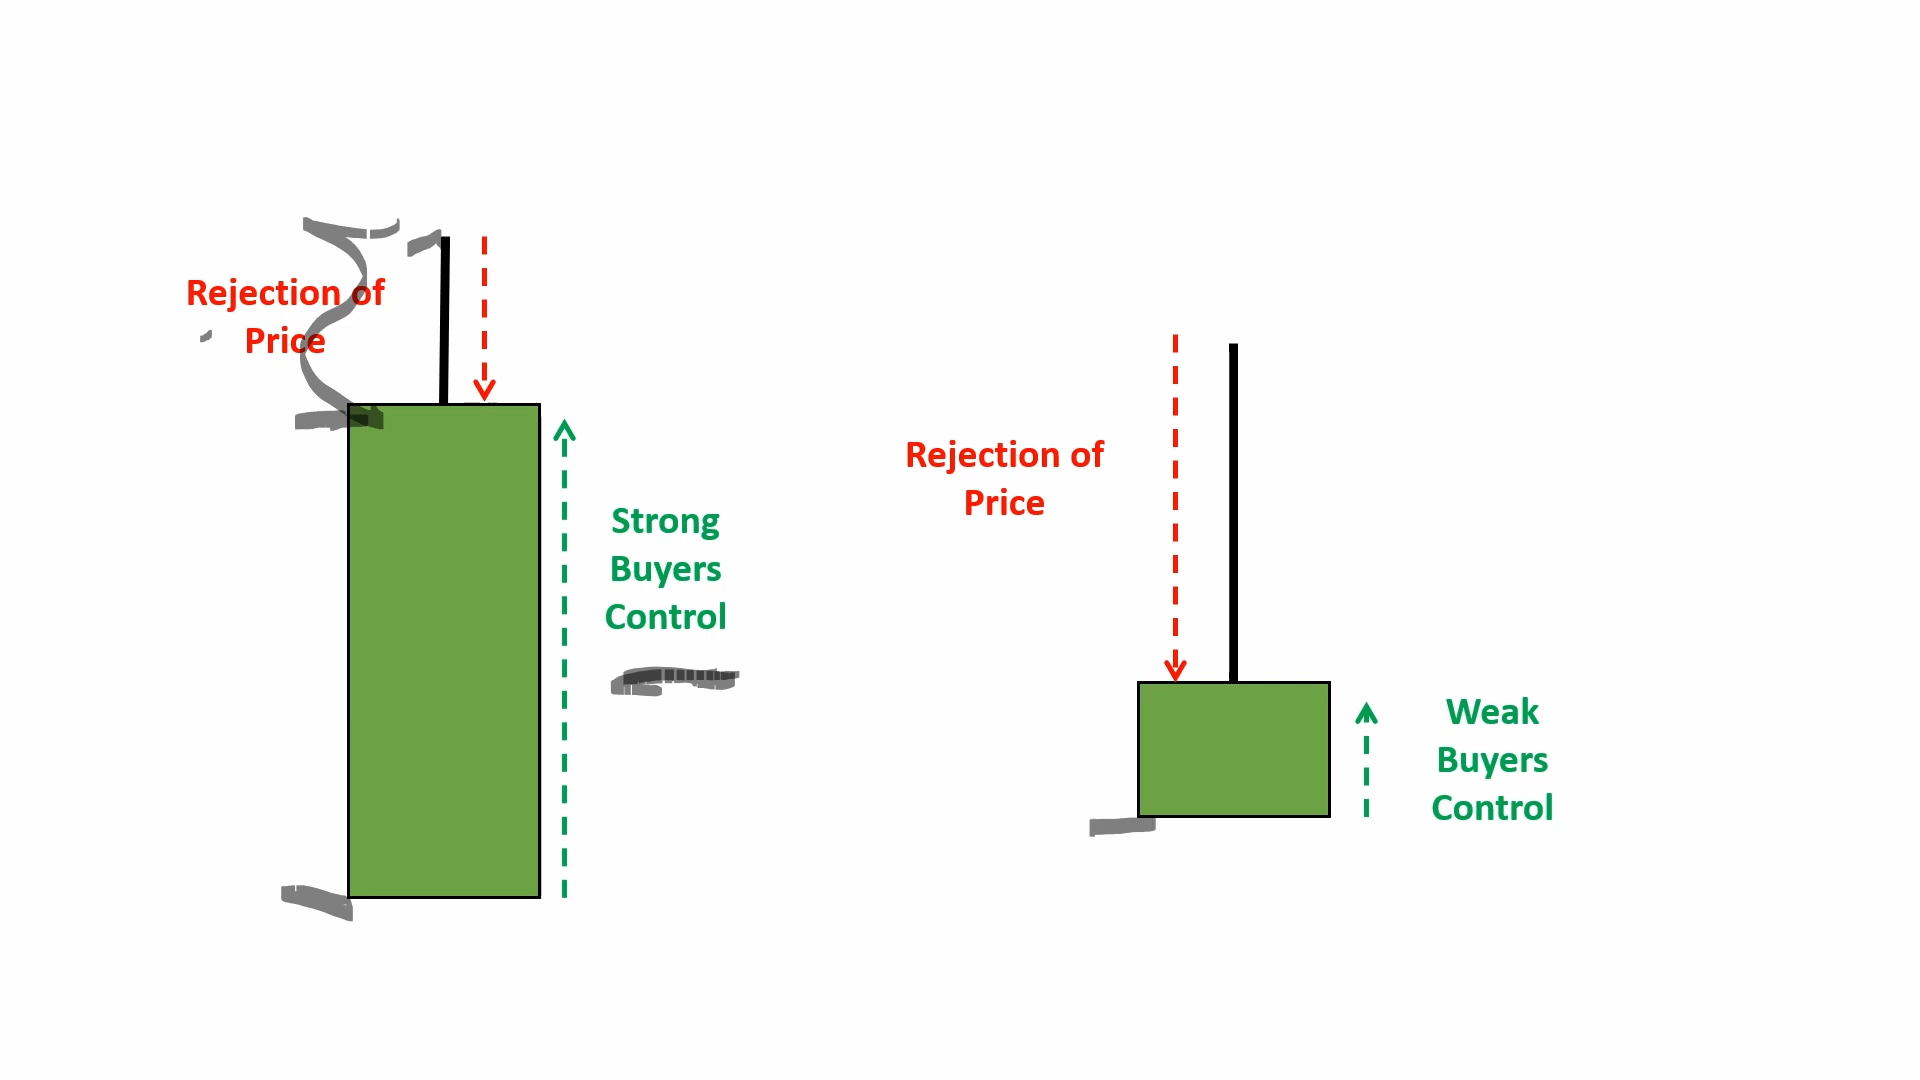 Rejection of
Price
Strong
Buyers
Control
Rejection of
Price
Weak
Buyers
Control